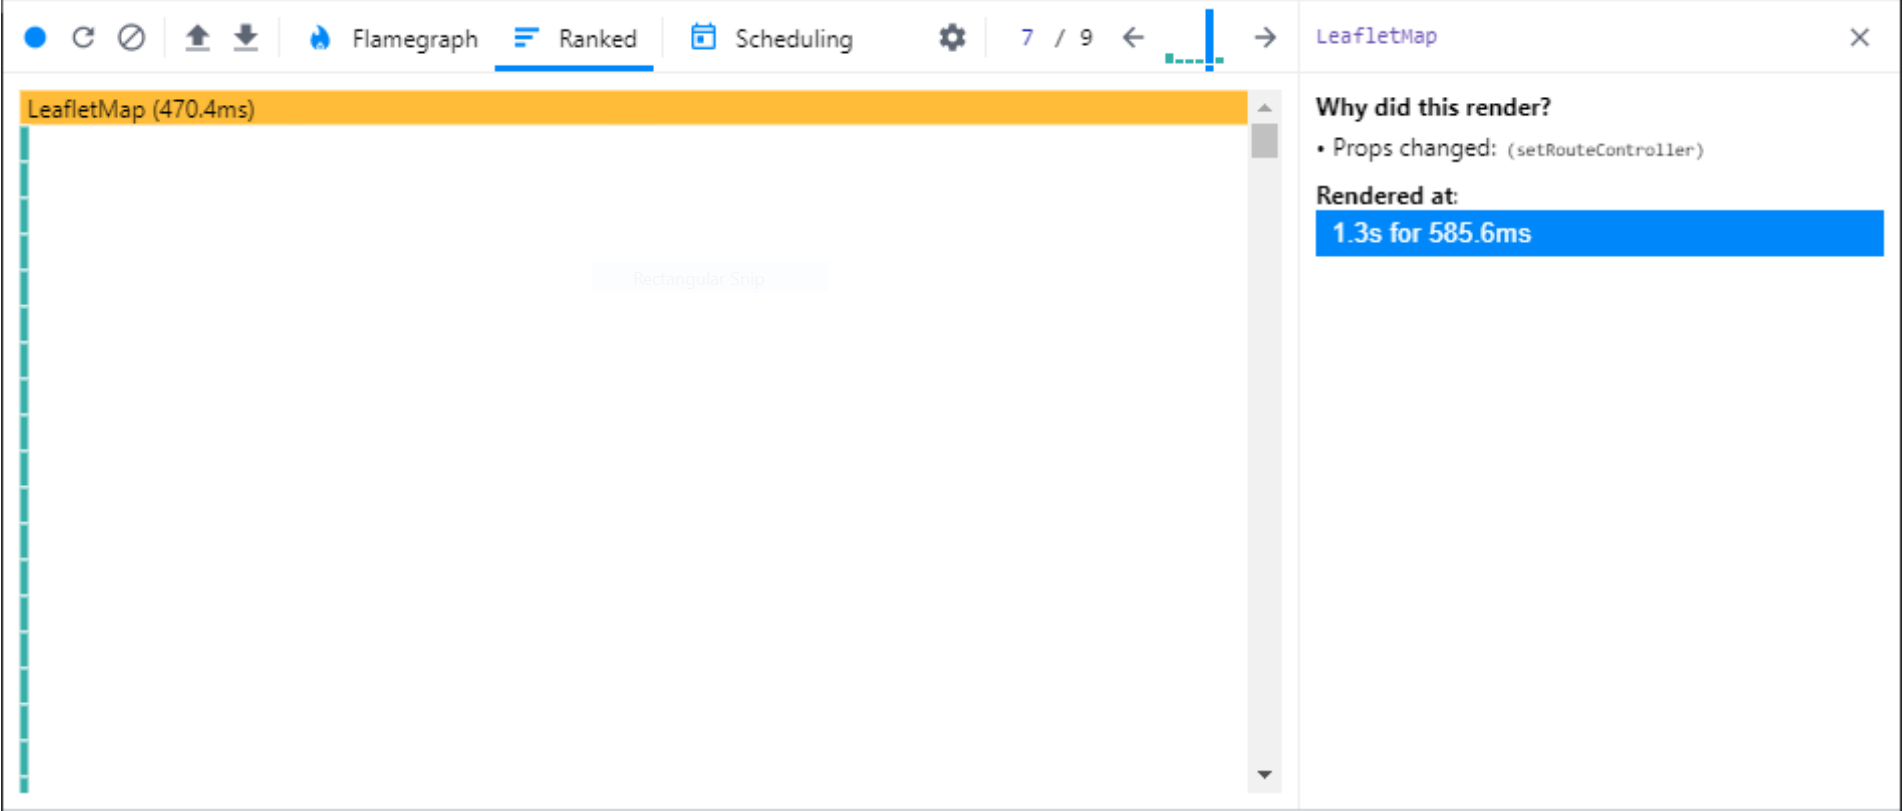 Flamegraph Ranked Scheduling 7 / 9 LeafletMap
LeafletMap (470.4ms)
Why did this render?
• Props changed: (setRouteController)
Rendered at:
1.3s for 585.6ms
Rectangular Snip